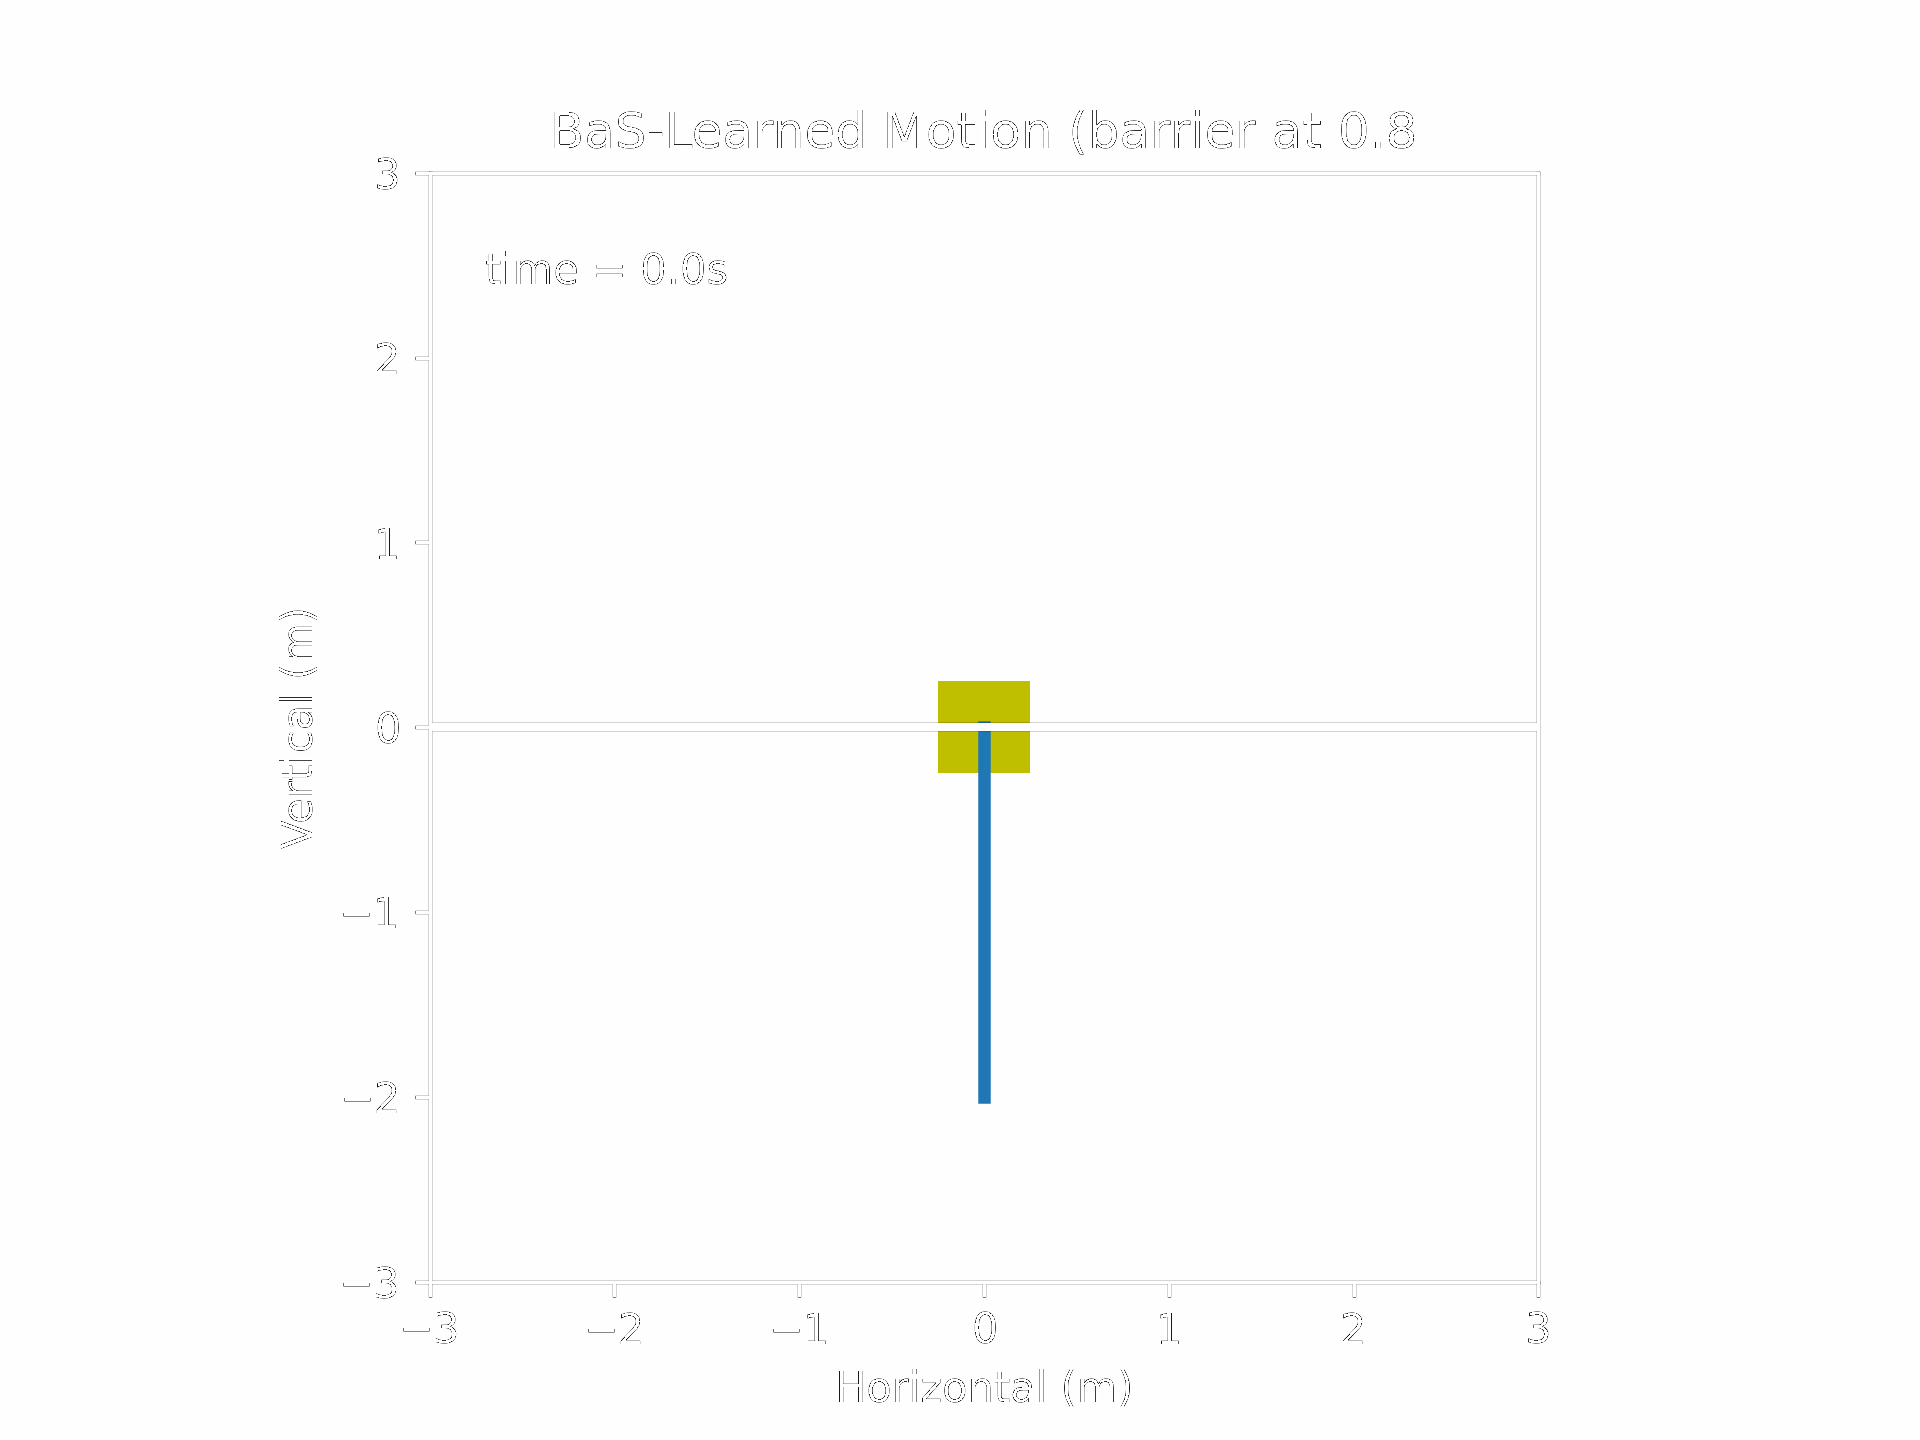 BaS-Learned Motion (barrier at 0.8
3
time = 0.0s
2
1
0
Vertical (m)
−1
−2
−3
−3 −2 −1 0 1 2 3
Horizontal (m)